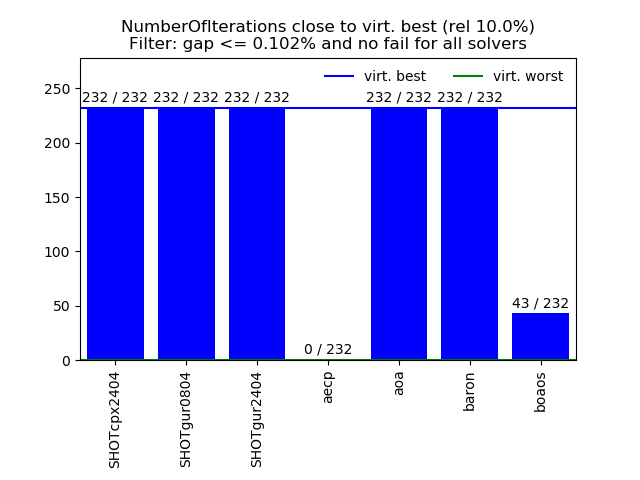 NumberOfIterations close to virt. best (rel 10.0%)
Filter: gap <= 0.102% and no fail for all solvers
virt. best
virt. worst
232 / 232
232 / 232
232 / 232
0 / 232
232 / 232
232 / 232
43 / 232
250
200
150
100
50
0
SHOTcpx2404
SHOTgur0804
SHOTgur2404
aecp
aoa
baron
boaos